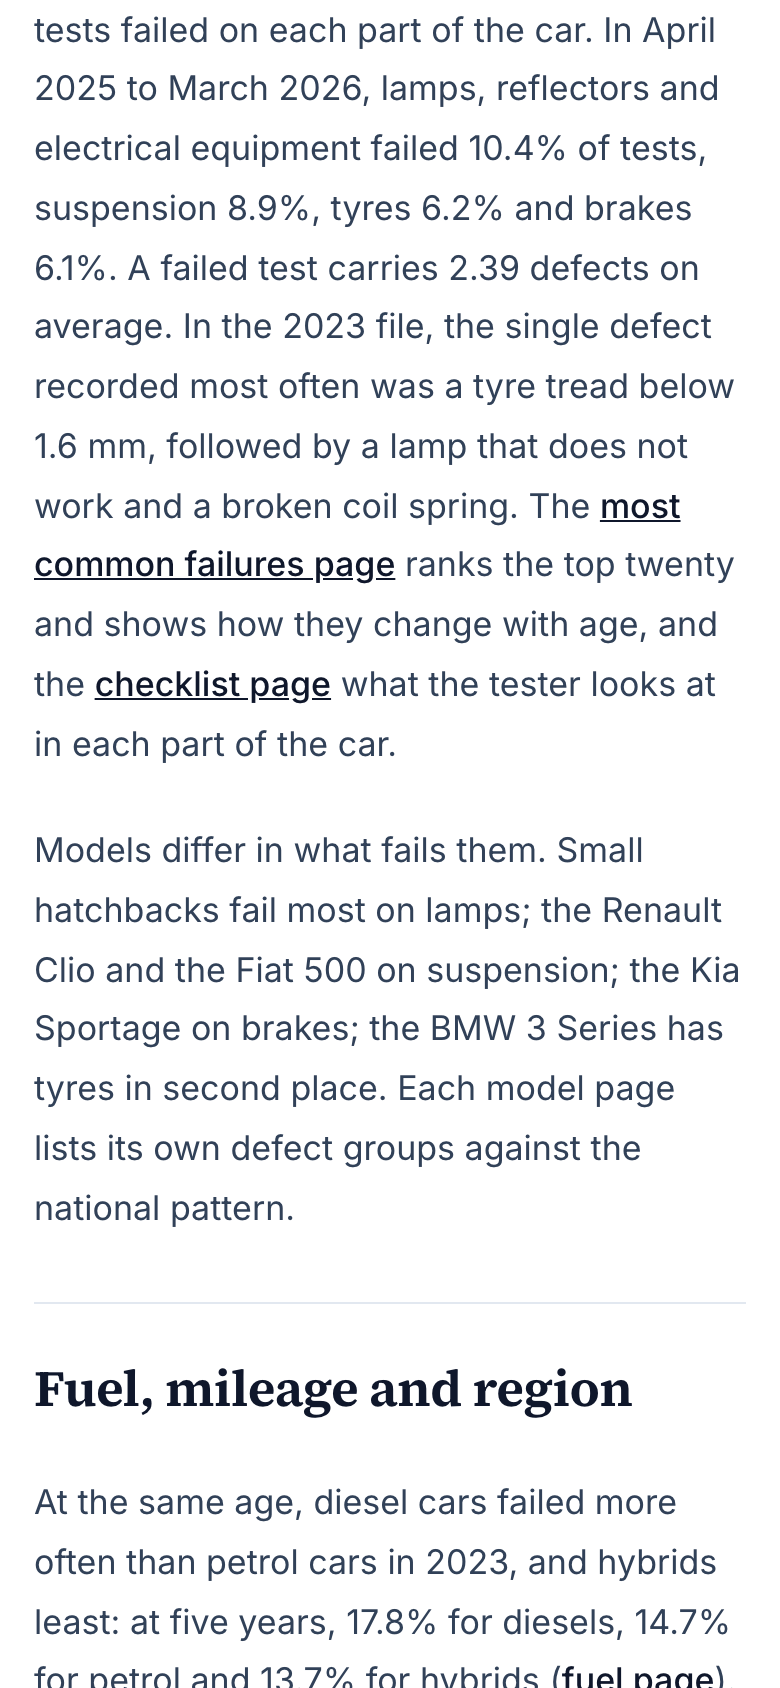 tests failed on each part of the car. In April
2025 to March 2026, lamps, reflectors and
electrical equipment failed 10.4% of tests,
suspension 8.9%, tyres 6.2% and brakes
6.1%. A failed test carries 2.39 defects on
average. In the 2023 file, the single defect
recorded most often was a tyre tread below
1.6 mm, followed by a lamp that does not
work and a broken coil spring. The most
common failures page ranks the top twenty
and shows how they change with age, and
the checklist page what the tester looks at
in each part of the car.
Models differ in what fails them. Small
hatchbacks fail most on lamps; the Renault
Clio and the Fiat 500 on suspension; the Kia
Sportage on brakes; the BMW 3 Series has
tyres in second place. Each model page
lists its own defect groups against the
national pattern.
Fuel, mileage and region
At the same age, diesel cars failed more
often than petrol cars in 2023, and hybrids
least: at five years, 17.8% for diesels, 14.7%
for petrol and 13.7% for hybrids (fuel page).